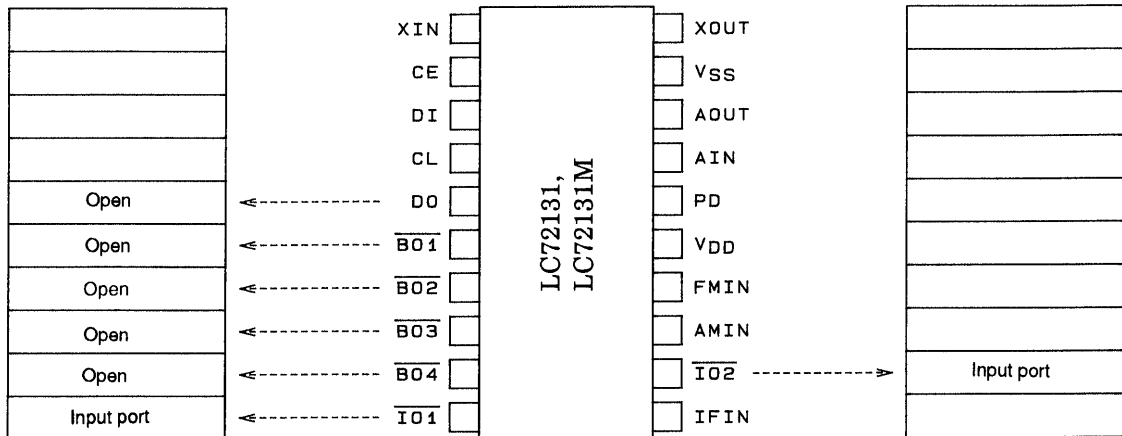 XIN XOUT
CE VSS
DI AOUT
CL AIN
Open DO PD
Open BO1 VDD
Open BO2 FMIN
Open BO3 AMIN
Open BO4 IO2 Input port
Input port IO1 IFIN
LC72131,
LC72131M